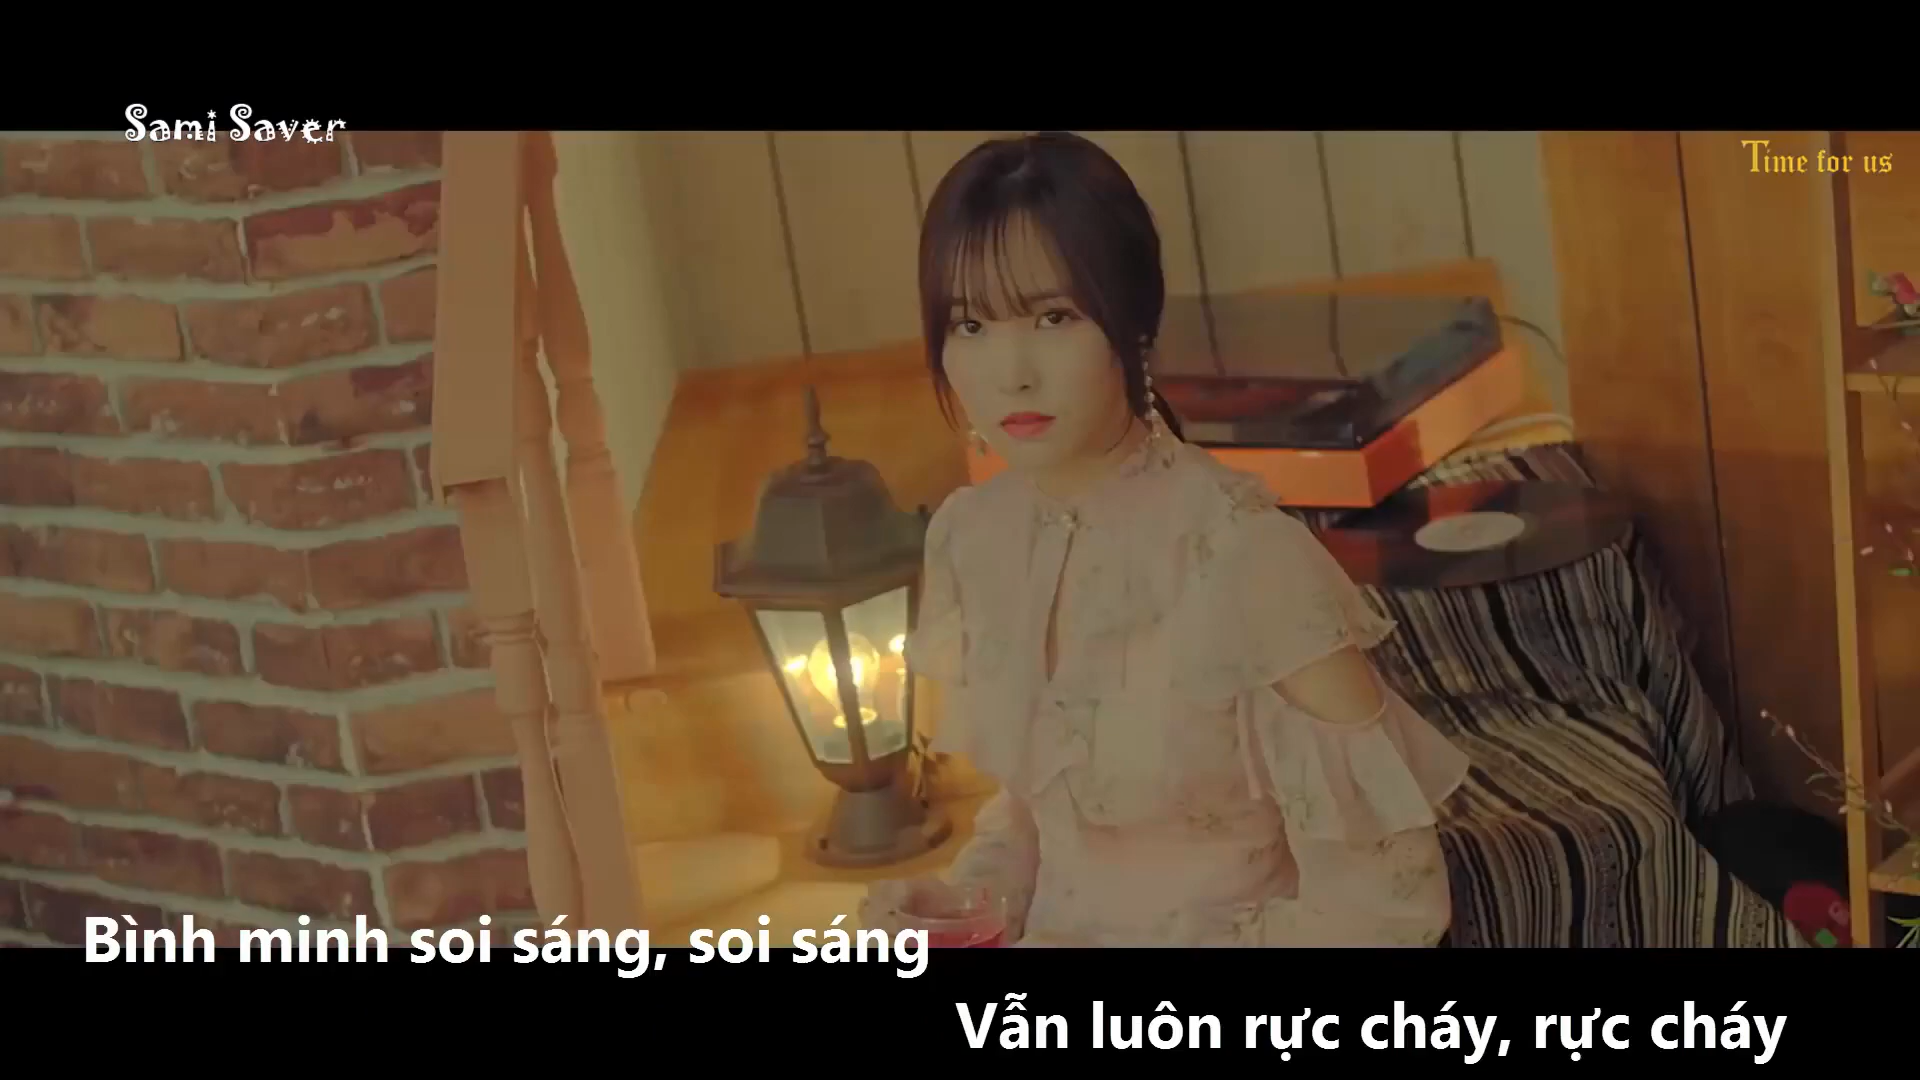 Sami Saver
Time for us
Bình minh soi sáng, soi sáng
Vẫn luôn rực cháy, rực cháy